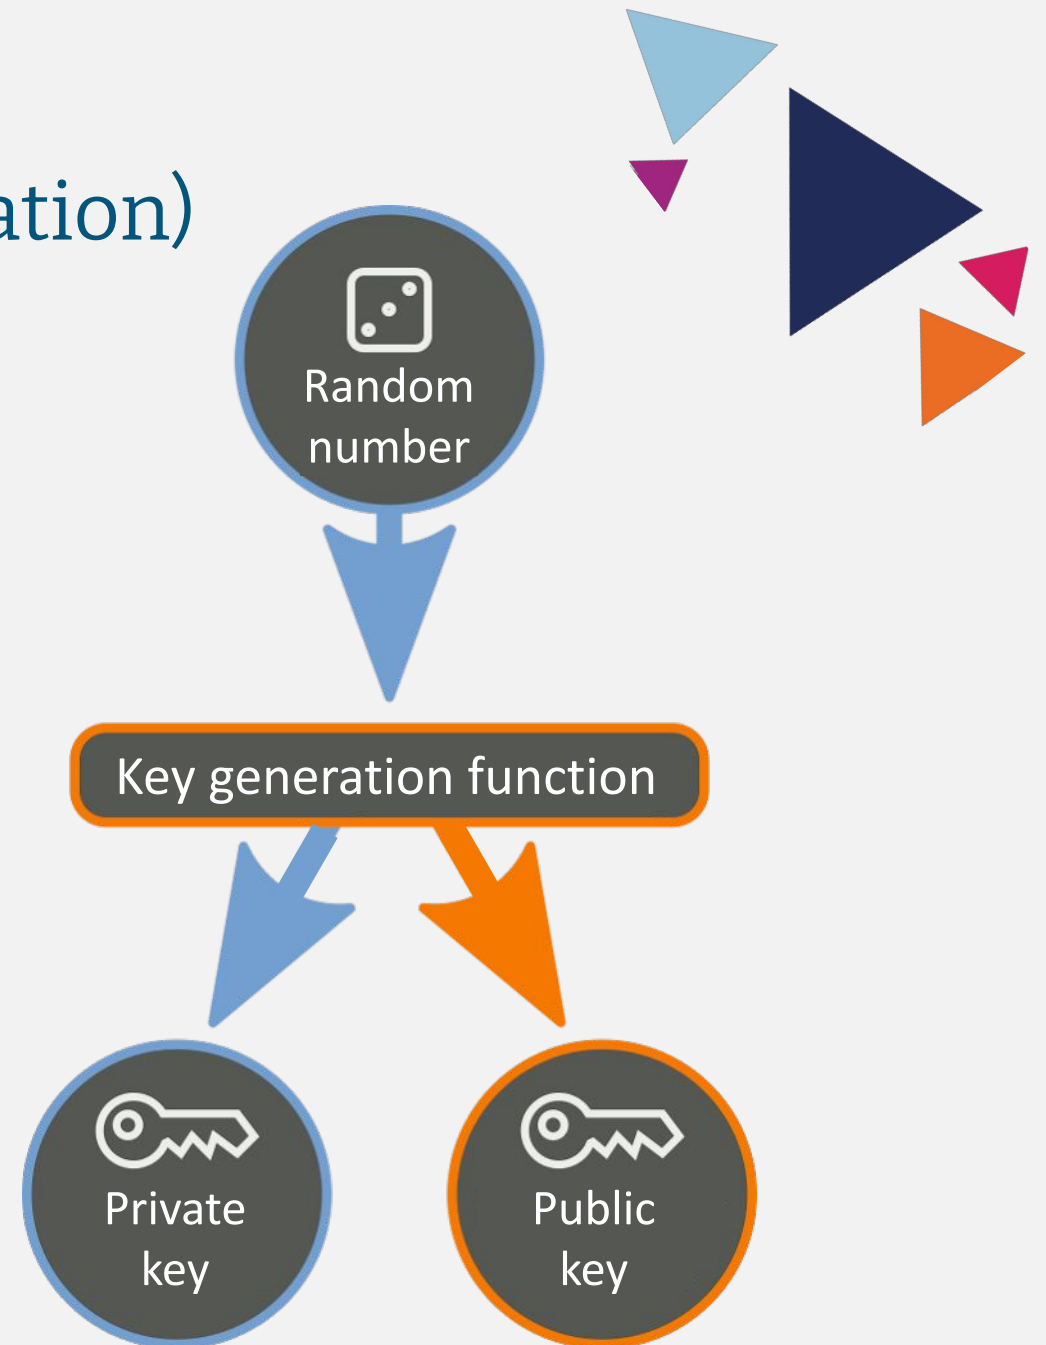 ation)
Random
number
Key generation function
Private
key
Public
key